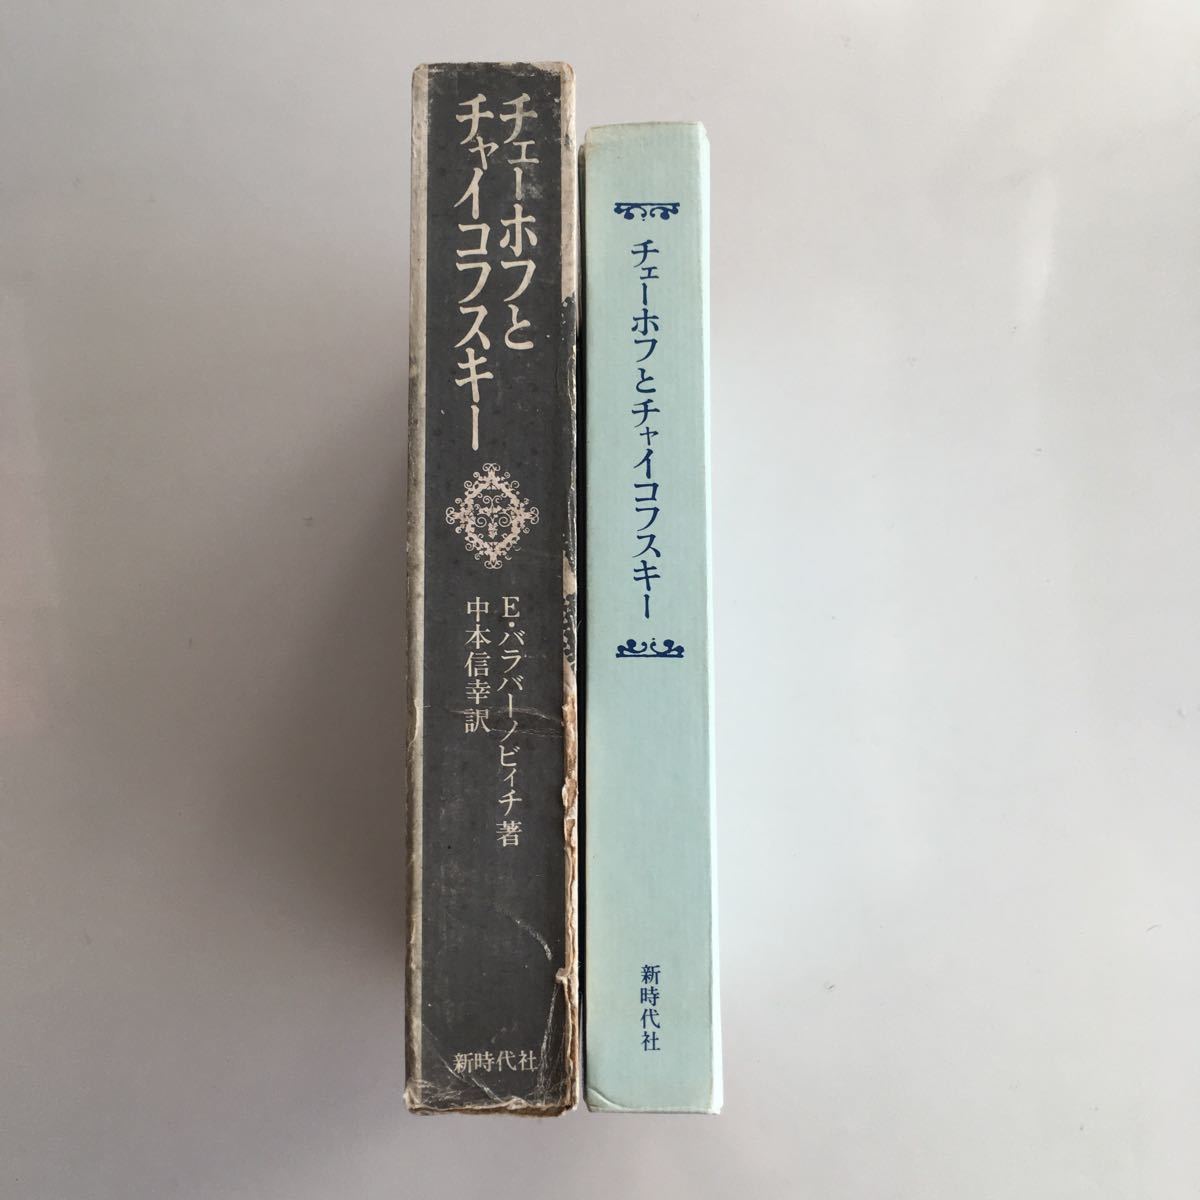 チェーホフと
チャイコフスキー
E・バラバーノビィチ著
中本信幸訳
新時代社
チェーホフとチャイコフスキー
新時代社